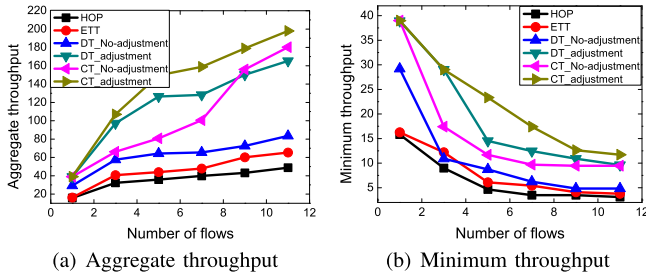 220
200
180
160
140
120
100
80
60
40
20
0 2 4 6 8 10 12
Aggregate throughput
Number of flows
HOP
ETT
DT_No-adjustment
DT_adjustment
CT_No-adjustment
CT_adjustment
(a) Aggregate throughput
40
35
30
25
20
15
10
5
0 2 4 6 8 10 12
Minimum throughput
Number of flows
HOP
ETT
DT_No-adjustment
DT_adjustment
CT_No-adjustment
CT_adjustment
(b) Minimum throughput